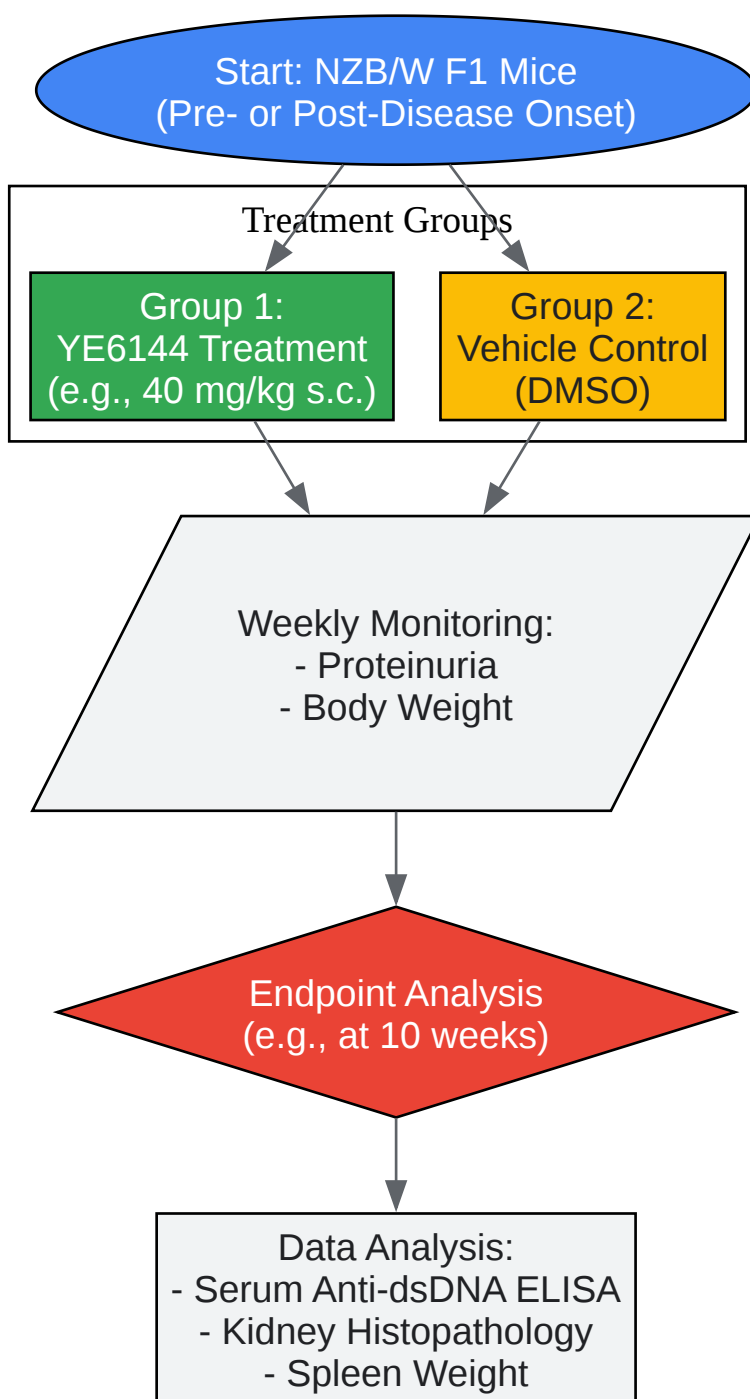 Start: NZB/W F1 Mice
(Pre- or Post-Disease Onset)
Treatment Groups
Group 1:
YE6144 Treatment
(e.g., 40 mg/kg s.c.)
Group 2:
Vehicle Control
(DMSO)
Weekly Monitoring:
- Proteinuria
- Body Weight
Endpoint Analysis
(e.g., at 10 weeks)
Data Analysis:
- Serum Anti-dsDNA ELISA
- Kidney Histopathology
- Spleen Weight